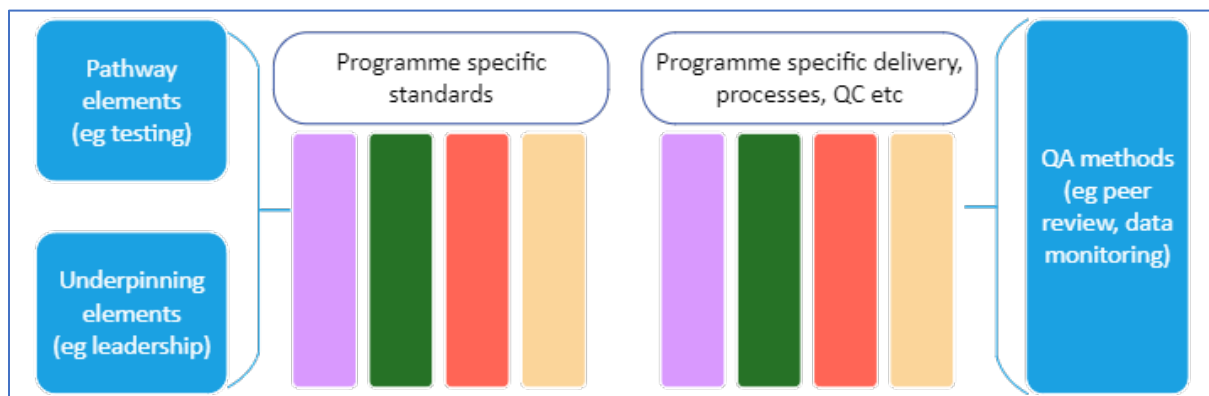 Pathway
elements
(eg testing)
Underpinning
elements
(eg leadership)
Programme specific
standards
Programme specific delivery,
processes, QC etc
QA methods
(eg peer
review, data
monitoring)